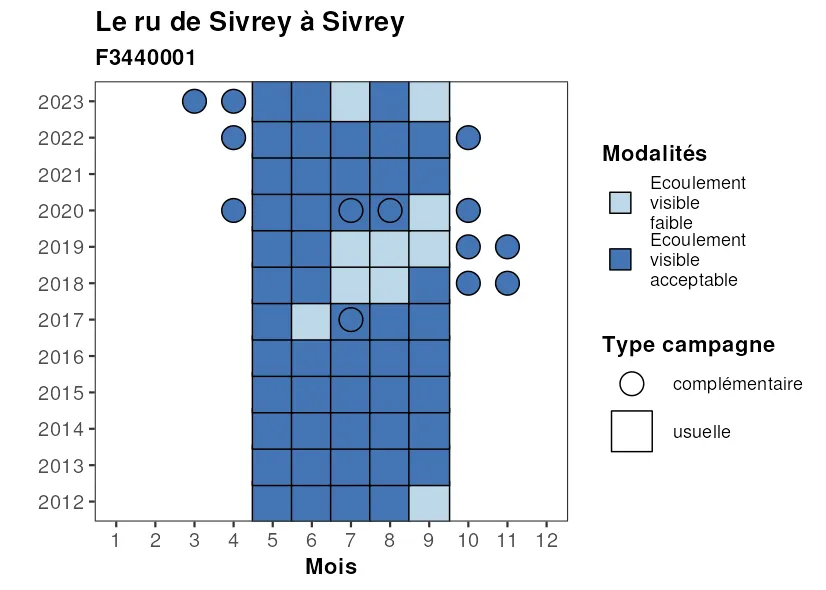 Le ru de Sivrey à Sivrey
F3440001
2023
2022
2021
2020
2019
2018
2017
2016
2015
2014
2013
2012
1 2 3 4 5 6 7 8 9 10 11 12
Mois
Modalités
Ecoulement
visible
faible
Ecoulement
visible
acceptable
Type campagne
complémentaire
usuelle